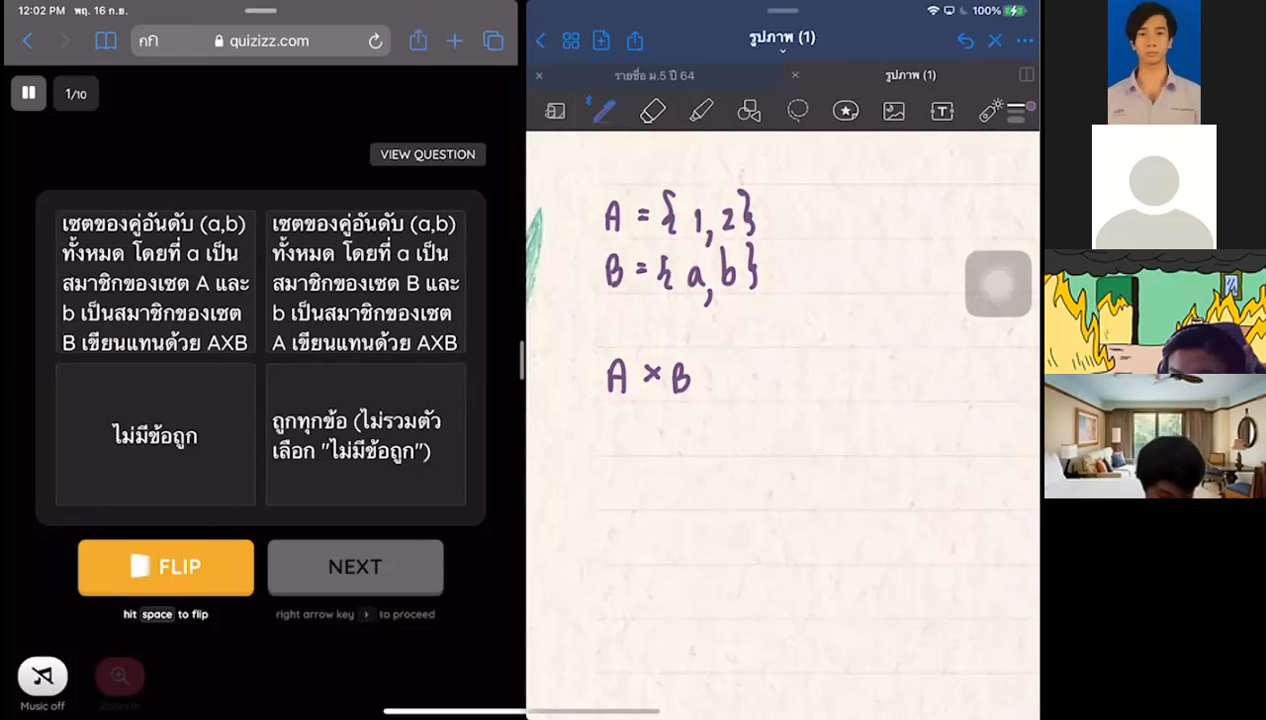 12:02 PM พฤ. 16 ก.ย.
กก quizizz.com
1/10
VIEW QUESTION
เซตของคู่อันดับ (a,b)
ทั้งหมด โดยที่ a เป็น
สมาชิกของเซต A และ
b เป็นสมาชิกของเซต
B เขียนแทนด้วย AXB
เซตของคู่อันดับ (a,b)
ทั้งหมด โดยที่ a เป็น
สมาชิกของเซต B และ
b เป็นสมาชิกของเซต
A เขียนแทนด้วย AXB
ไม่มีข้อถูก
ถูกทุกข้อ (ไม่รวมตัว
เลือก "ไม่มีข้อถูก")
FLIP
NEXT
hit space to flip
right arrow key to proceed
Music off
Zoom in
100%
รูปภาพ (1)
รายชื่อ ม.5 ปี 64
รูปภาพ (1)
A = { 1, 2}
B = { a, b }
A × B